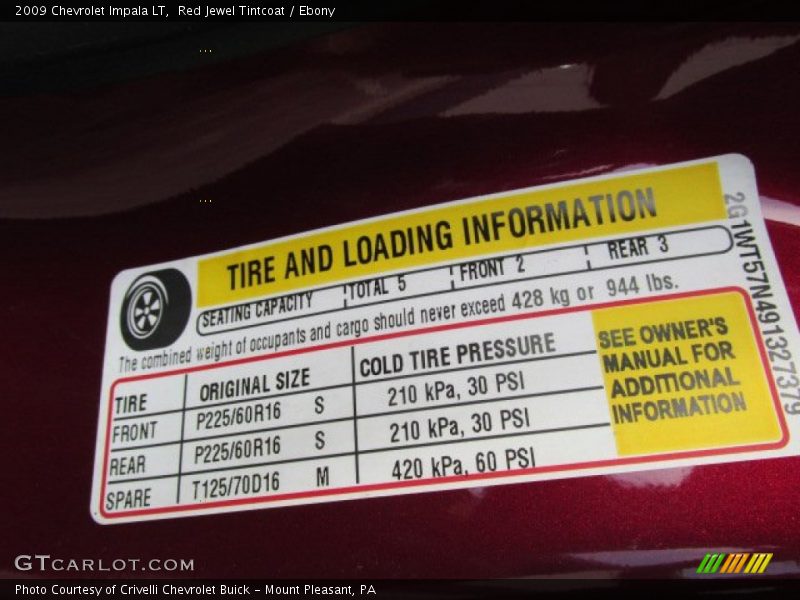 2009 Chevrolet Impala LT,  Red Jewel Tintcoat / Ebony
TIRE AND LOADING INFORMATION
SEATING CAPACITY TOTAL 5 FRONT 2 REAR 3
The combined weight of occupants and cargo should never exceed 428 kg or 944 lbs.
TIRE ORIGINAL SIZE COLD TIRE PRESSURE
FRONT P225/60R16 S 210 kPa, 30 PSI
REAR P225/60R16 S 210 kPa, 30 PSI
SPARE T125/70D16 M 420 kPa, 60 PSI
SEE OWNER'S
MANUAL FOR
ADDITIONAL
INFORMATION
2G1WT57N491327379
GTCARLOT.COM
Photo Courtesy of Crivelli Chevrolet Buick - Mount Pleasant, PA